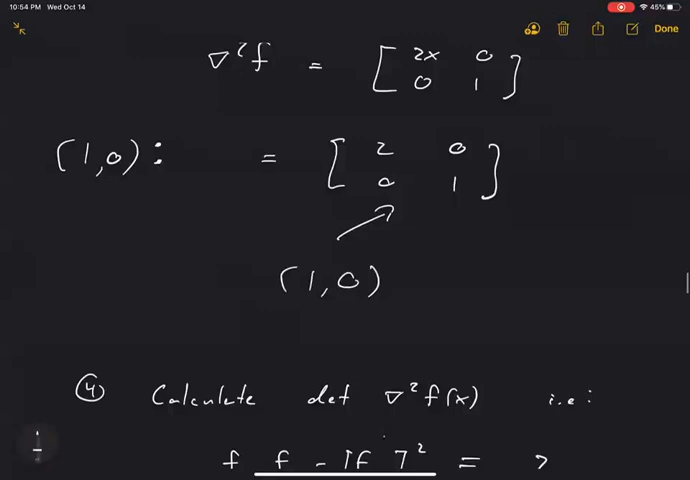 10:54 PM Wed Oct 14 45%
Done
∇²f = [ 2x 0
0 1 ]
(1,0): = [ 2 0
0 1 ]
(1,0)
④ Calculate det ∇²f(x) i.e:
f f - [f ]² =